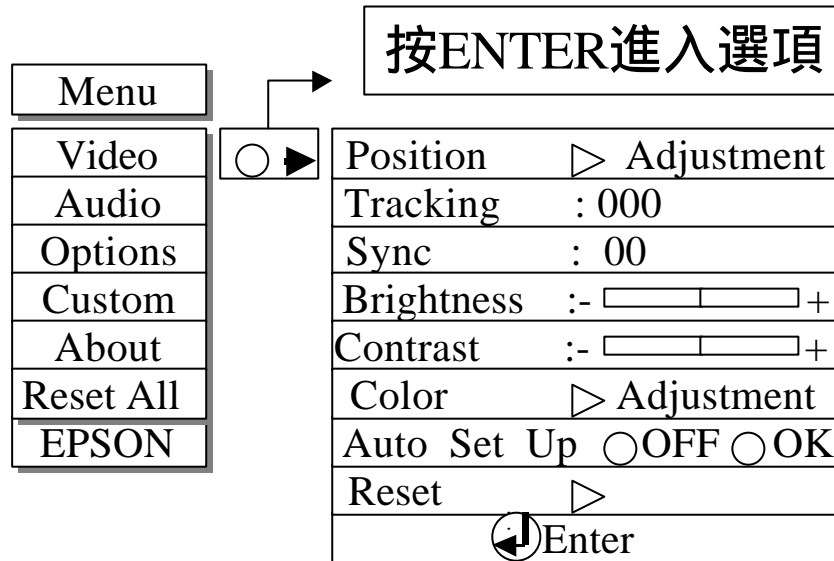 按ENTER進入選項
Menu
Video
Audio
Options
Custom
About
Reset All
EPSON
Position ▷ Adjustment
Tracking : 000
Sync : 00
Brightness :- +
Contrast :- +
Color ▷ Adjustment
Auto Set Up ○OFF ○OK
Reset ▷
Enter